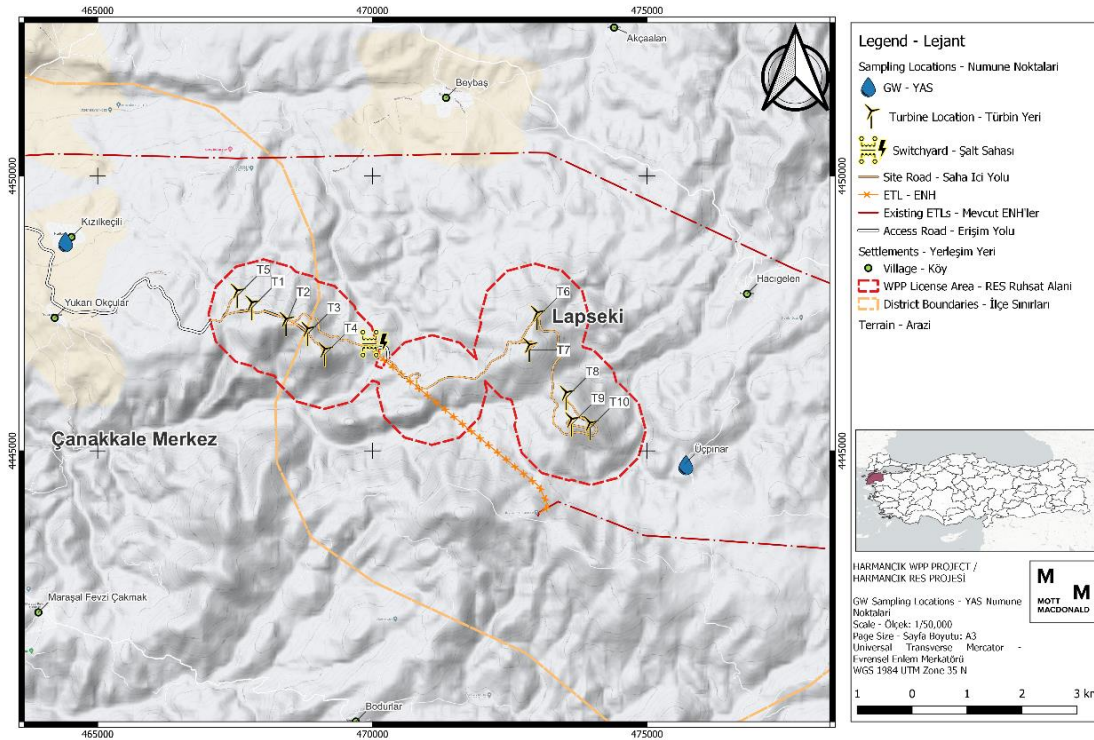 465000
470000
475000
Akçaalan
Beybaş
4450000
4450000
Kızılkeçili
Hacıgelen
Yukarı Okçular
T5
T1
T2
T3
T4
T6
Lapseki
T7
T8
T9
T10
Çanakkale Merkez
4445000
4445000
Üçpınar
Maraşal Fevzi Çakmak
Bodurlar
465000
470000
475000
Legend - Lejant
Sampling Locations - Numune Noktalari
GW - YAS
Turbine Location - Türbin Yeri
Switchyard - Şalt Sahası
Site Road - Saha Ici Yolu
ETL - ENH
Existing ETLs - Mevcut ENH'ler
Access Road - Erişim Yolu
Settlements - Yerleşim Yeri
Village - Köy
WPP License Area - RES Ruhsat Alani
District Boundaries - İlçe Sınırları
Terrain - Arazi
HARMANCIK WPP PROJECT /
HARMANCIK RES PROJESİ
GW Sampling Locations - YAS Numune
Noktalari
Scale - Ölçek: 1/50,000
Page Size - Sayfa Boyutu: A3
Universal Transverse Mercator -
Evrensel Enlem Merkatörü
WGS 1984 UTM Zone 35 N
M
M
MOTT
MACDONALD
1 0 1 2 3 km